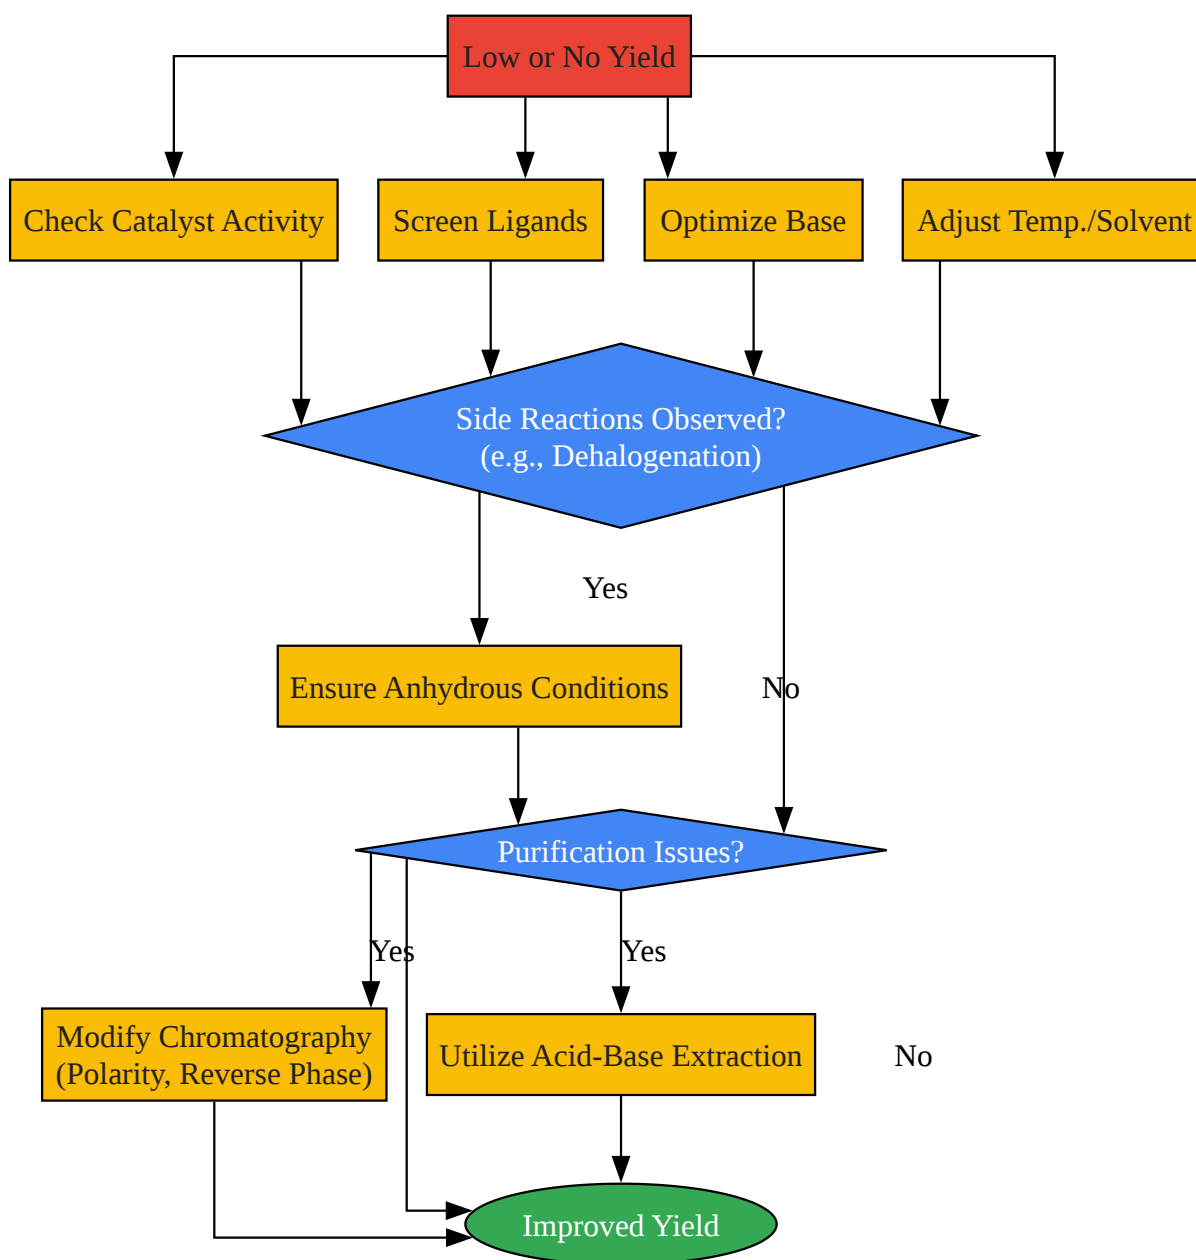 Low or No Yield
Check Catalyst Activity
Screen Ligands
Optimize Base
Adjust Temp./Solvent
Side Reactions Observed?
(e.g., Dehalogenation)
Yes
Ensure Anhydrous Conditions
No
Purification Issues?
Yes
Yes
Modify Chromatography
(Polarity, Reverse Phase)
Utilize Acid-Base Extraction
No
Improved Yield